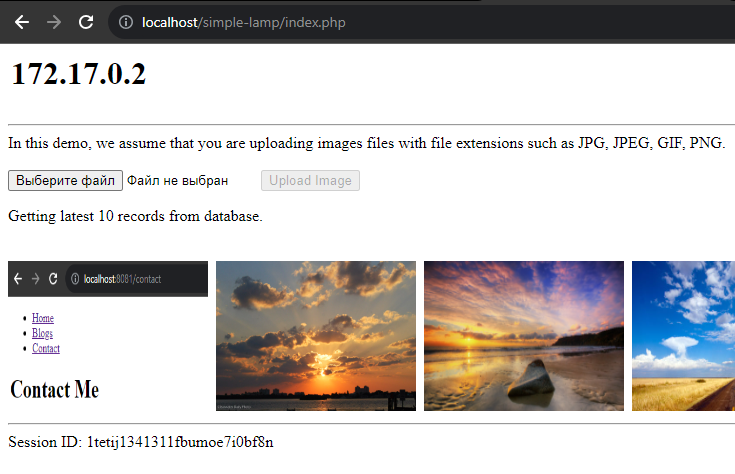 localhost/simple-lamp/index.php
172.17.0.2
In this demo, we assume that you are uploading images files with file extensions such as JPG, JPEG, GIF, PNG.
Выберите файл Файл не выбран Upload Image
Getting latest 10 records from database.
localhost:8081/contact
Home
Blogs
Contact
Contact Me
Session ID: 1tetij1341311fbumoe7i0bf8n